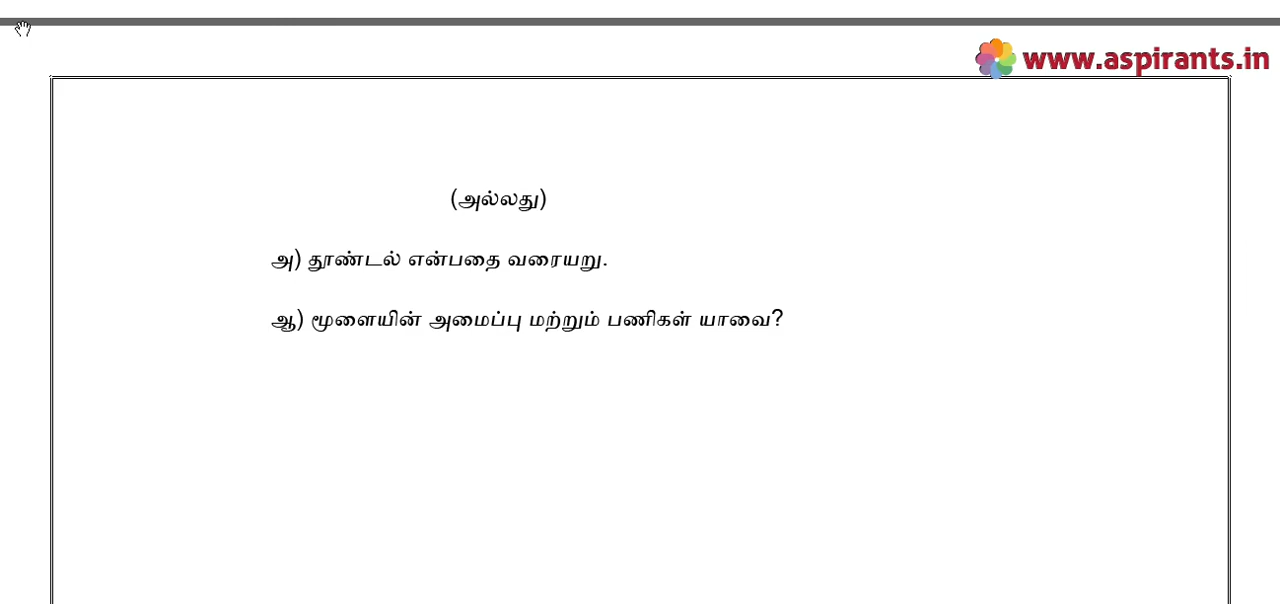 www.aspirants.in
(அல்லது)
அ) தூண்டல் என்பதை வரையறு.
ஆ) மூளையின் அமைப்பு மற்றும் பணிகள் யாவை?